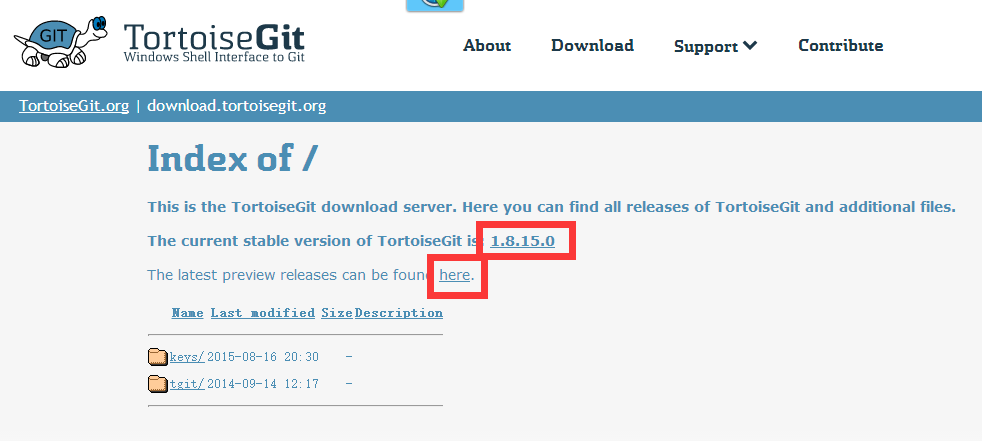 GIT
TortoiseGit
Windows Shell Interface to Git
About Download Support Contribute
TortoiseGit.org | download.tortoisegit.org
Index of /
This is the TortoiseGit download server. Here you can find all releases of TortoiseGit and additional files.
The current stable version of TortoiseGit is: 1.8.15.0
The latest preview releases can be found here.
Name Last modified Size Description
keys/ 2015-08-16 20:30 -
tgit/ 2014-09-14 12:17 -